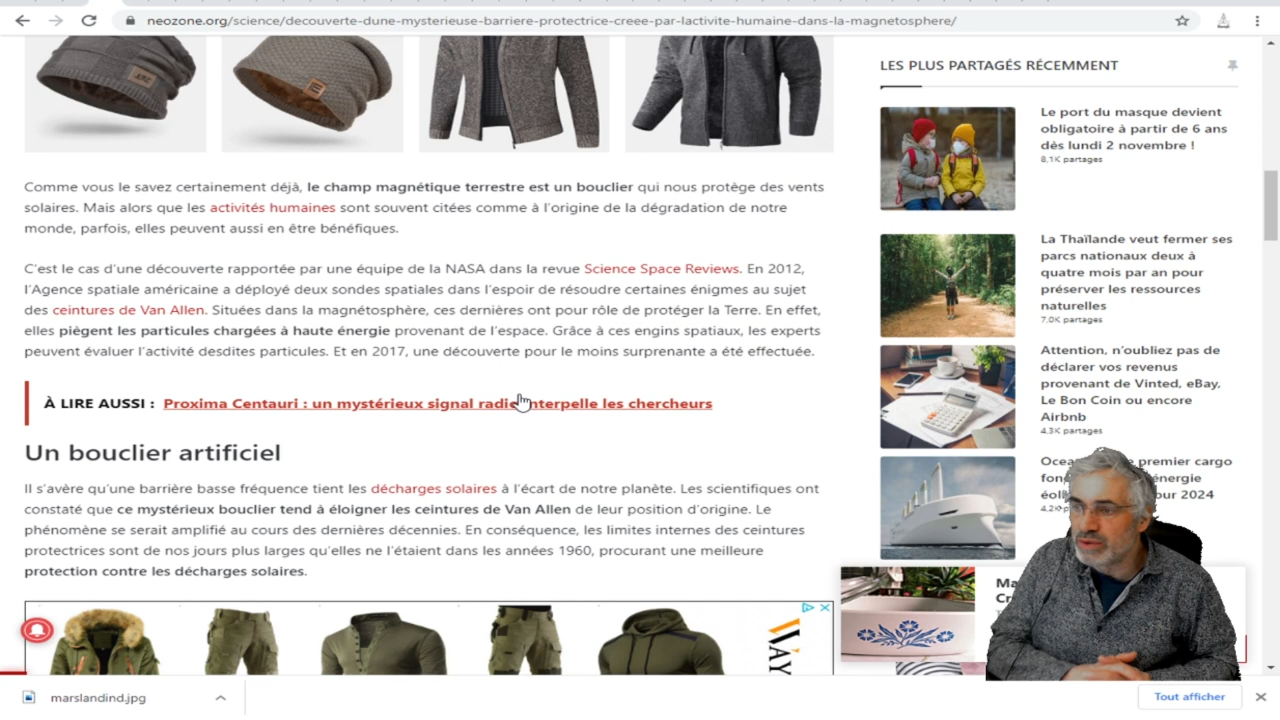 neozone.org/science/decouverte-dune-mysterieuse-barriere-protectrice-creee-par-lactivite-humaine-dans-la-magnetosphere/
Comme vous le savez certainement déjà, le champ magnétique terrestre est un bouclier qui nous protège des vents
solaires. Mais alors que les activités humaines sont souvent citées comme à l'origine de la dégradation de notre
monde, parfois, elles peuvent aussi en être bénéfiques.
C'est le cas d'une découverte rapportée par une équipe de la NASA dans la revue Science Space Reviews. En 2012,
l'Agence spatiale américaine a déployé deux sondes spatiales dans l'espoir de résoudre certaines énigmes au sujet
des ceintures de Van Allen. Situées dans la magnétosphère, ces dernières ont pour rôle de protéger la Terre. En effet,
elles piègent les particules chargées à haute énergie provenant de l'espace. Grâce à ces engins spatiaux, les experts
peuvent évaluer l'activité desdites particules. Et en 2017, une découverte pour le moins surprenante a été effectuée.
À LIRE AUSSI : Proxima Centauri : un mystérieux signal radio interpelle les chercheurs
Un bouclier artificiel
Il s'avère qu'une barrière basse fréquence tient les décharges solaires à l'écart de notre planète. Les scientifiques ont
constaté que ce mystérieux bouclier tend à éloigner les ceintures de Van Allen de leur position d'origine. Le
phénomène se serait amplifié au cours des dernières décennies. En conséquence, les limites internes des ceintures
protectrices sont de nos jours plus larges qu'elles ne l'étaient dans les années 1960, procurant une meilleure
protection contre les décharges solaires.
LES PLUS PARTAGÉS RÉCEMMENT
Le port du masque devient
obligatoire à partir de 6 ans
dès lundi 2 novembre !
8,1K partages
La Thaïlande veut fermer ses
parcs nationaux deux à
quatre mois par an pour
préserver les ressources
naturelles
7,0K partages
Attention, n'oubliez pas de
déclarer vos revenus
provenant de Vinted, eBay,
Le Bon Coin ou encore
Airbnb
4,3K partages
premier cargo
énergie
2024
4,2K
Ma
WAY
marslandind.jpg
Tout afficher